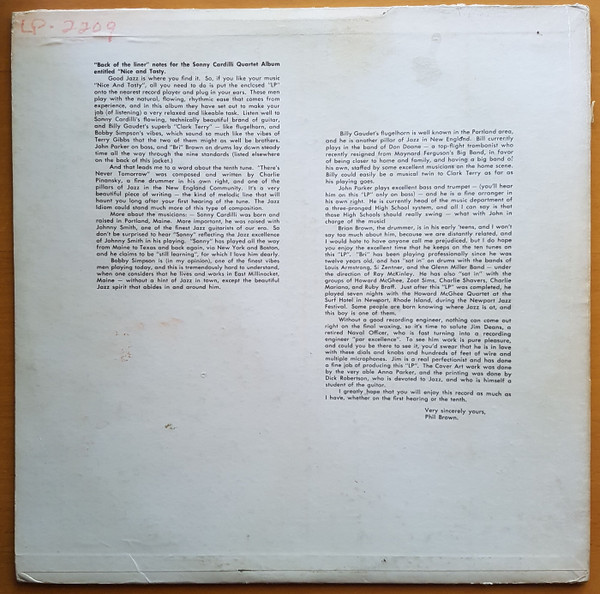 LP-2209
"Back of the liner" notes for the Sonny Cardilli Quartet Album
entitled "Nice and Tasty.
Good Jazz is where you find it. So, if you like your music
"Nice And Tasty", all you need to do is put the enclosed "LP"
onto the nearest record player and plug in your ears. These men
play with the natural, flowing, rhythmic ease that comes from
experience, and in this album they have set out to make your
job (of listening) a very relaxed and likeable task. Listen well to
Sonny Cardilli's flowing, technically beautiful brand of guitar,
and Billy Gaudet's superb "Clark Terry" — like flugelhorn, and
Bobby Simpson's vibes, which sound so much like the vibes of
Terry Gibbs that the two of them might as well be brothers.
John Parker on bass, and "Bri" Brown on drums lay down steady
time all the way through the nine standards (listed elsewhere
on the back of this jacket.)
And that leads me to a word about the tenth tune. "There's
Never Tomorrow" was composed and written by Charlie
Pinansky, a fine drummer in his own right, and one of the
pillars of Jazz in the New England Community. It's a very
beautiful piece of writing — the kind of melodic line that will
haunt you long after your first hearing of the tune. The Jazz
Idiom could stand much more of this type of composition.
More about the musicians: — Sonny Cardilli was born and
raised in Portland, Maine. More important, he was raised with
Johnny Smith, one of the finest Jazz guitarists of our era. So
don't be surprised to hear "Sonny" reflecting the Jazz excellence
of Johnny Smith in his playing. "Sonny" has played all the way
from Maine to Texas and back again, via New York and Boston,
and he claims to be "still learning", for which I love him dearly.
Bobby Simpson is (in my opinion), one of the finest vibes
men playing today, and this is tremendously hard to understand,
when one considers that he lives and works in East Millinocket,
Maine — without a hint of Jazz in town, except the beautiful
Jazz spirit that abides in and around him.
Billy Gaudet's flugelhorn is well known in the Portland area,
and he is another pillar of Jazz in New England. Bill currently
plays in the band of Don Doane — a top-flight trombonist who
recently resigned from Maynard Ferguson's Big Band, in favor
of being closer to home and family, and having a big band of
his own, staffed by some excellent musicians on the home scene.
Billy could easily be a musical twin to Clark Terry as far as
his playing goes.
John Parker plays excellent bass and trumpet — (you'll hear
him on this "LP" only on bass) — and he is a fine arranger in
his own right. He is currently head of the music department of
a three-pronged High School system, and all I can say is that
those High Schools should really swing — what with John in
charge of the music!
Brian Brown, the drummer, is in his early 'teens, and I won't
say too much about him, because we are distantly related, and
I would hate to have anyone call me prejudiced, but I do hope
you enjoy the excellent time that he keeps on the ten tunes on
this "LP". "Bri" has been playing professionally since he was
twelve years old, and has "sat in" on drums with the bands of
Louis Armstrong, Si Zentner, and the Glenn Miller Band — under
the direction of Ray McKinley. He has also "sat in" with the
groups of Howard McGhee, Zoot Sims, Charlie Shavers, Charlie
Mariano, and Ruby Braff. Just after this "LP" was completed, he
played seven nights with the Howard McGhee Quartet at the
Surf Hotel in Newport, Rhode Island, during the Newport Jazz
Festival. Some people are born knowing where Jazz is at, and
this boy is one of them.
Without a good recording engineer, nothing can come out
right on the final waxing, so it's time to salute Jim Deans, a
retired Naval Officer, who is fast turning into a recording
engineer "par excellence". To see him work is pure pleasure,
and could you be there to see it, you'd swear that he is in love
with these dials and knobs and hundreds of feet of wire and
multiple microphones. Jim is a real perfectionist and has done
a fine job of producing this "LP". The Cover Art work was done
by the very able Anna Parker, and the printing was done by
Dick Robertson, who is devoted to Jazz, and who is himself a
student of the guitar.
I greatly hope that you will enjoy this record as much as
I have, whether on the first hearing or the tenth.
Very sincerely yours,
Phil Brown.